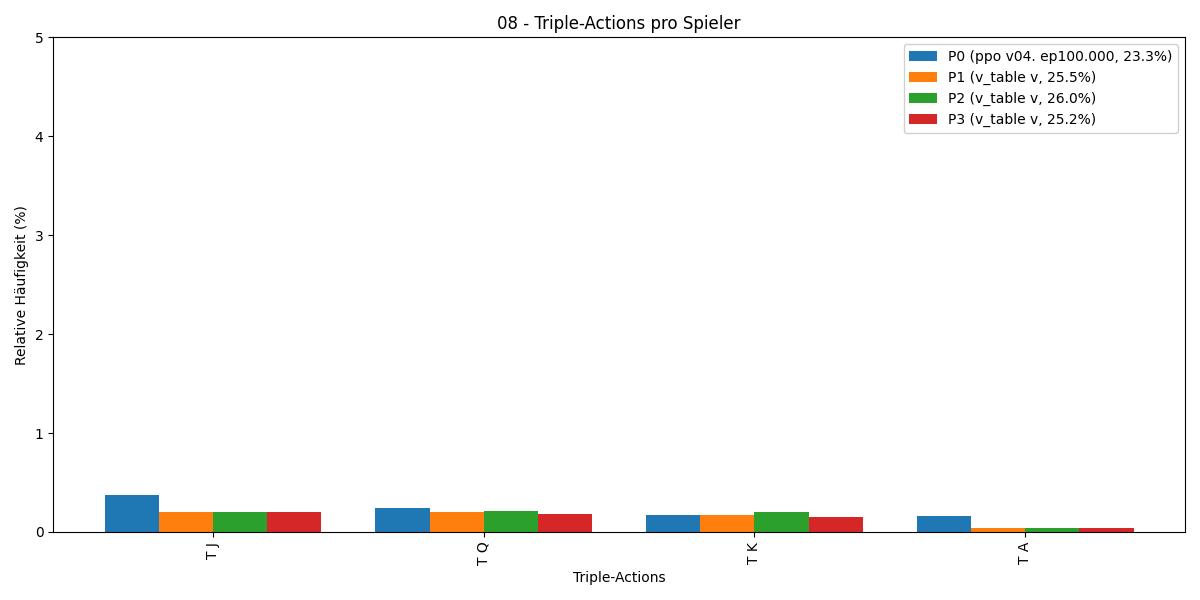 08 - Triple-Actions pro Spieler
P0 (ppo v04. ep100.000, 23.3%)
P1 (v_table v, 25.5%)
P2 (v_table v, 26.0%)
P3 (v_table v, 25.2%)
Relative Häufigkeit (%)
5
4
3
2
1
0
T J
T Q
T K
T A
Triple-Actions